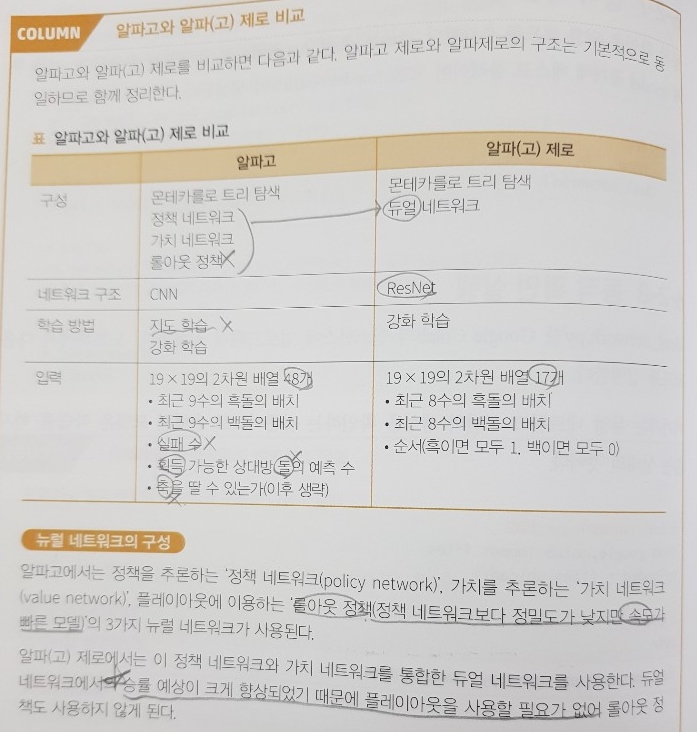 COLUMN 알파고와 알파(고) 제로 비교
알파고와 알파(고) 제로를 비교하면 다음과 같다. 알파고 제로와 알파제로의 구조는 기본적으로 동
일하므로 함께 정리한다.
표 알파고와 알파(고) 제로 비교
알파고 알파(고) 제로
구성 몬테카를로 트리 탐색 몬테카를로 트리 탐색
정책 네트워크 듀얼 네트워크
가치 네트워크
롤아웃 정책
네트워크 구조 CNN ResNet
학습 방법 지도 학습 강화 학습
강화 학습
입력 19×19의 2차원 배열 48개 19×19의 2차원 배열 17개
• 최근 9수의 흑돌의 배치 • 최근 8수의 흑돌의 배치
• 최근 9수의 백돌의 배치 • 최근 8수의 백돌의 배치
• 실패 수 • 순서(흑이면 모두 1, 백이면 모두 0)
• 획득 가능한 상대방 돌의 예측 수
• 축을 딸 수 있는가(이후 생략)
뉴럴 네트워크의 구성
알파고에서는 정책을 추론하는 '정책 네트워크(policy network)', 가치를 추론하는 '가치 네트워크
(value network)', 플레이아웃에 이용하는 '롤아웃 정책(정책 네트워크보다 정밀도가 낮지만 속도가
빠른 모델)'의 3가지 뉴럴 네트워크가 사용된다.
알파(고) 제로에서는 이 정책 네트워크와 가치 네트워크를 통합한 듀얼 네트워크를 사용한다. 듀얼
네트워크에서 승률 예상이 크게 향상되었기 때문에 플레이아웃을 사용할 필요가 없어 롤아웃 정
책도 사용하지 않게 된다.